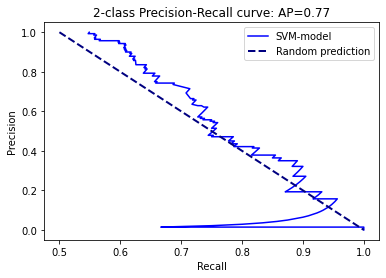 2-class Precision-Recall curve: AP=0.77
SVM-model
Random prediction
Precision
1.0
0.8
0.6
0.4
0.2
0.0
0.5
0.6
0.7
0.8
0.9
1.0
Recall